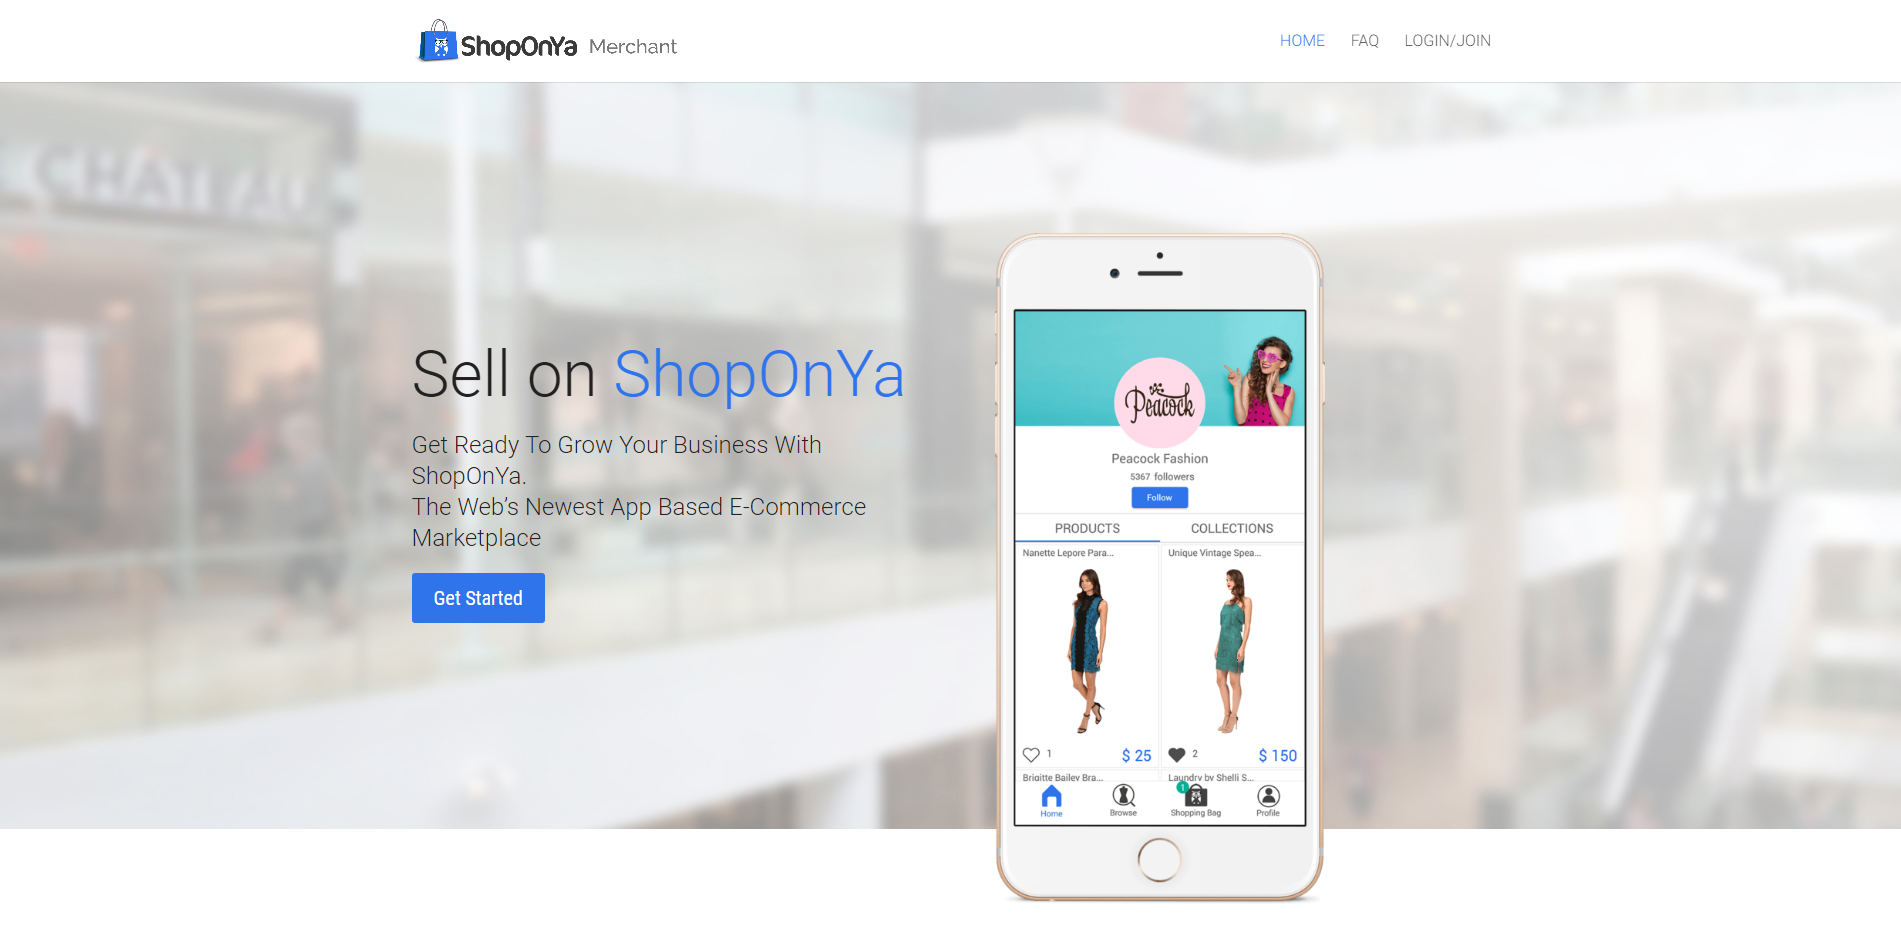 ShopOnYa Merchant
HOME FAQ LOGIN/JOIN
CHATEAU
Sell on ShopOnYa
Get Ready To Grow Your Business With
ShopOnYa.
The Web’s Newest App Based E-Commerce
Marketplace
Get Started
Peacock
Peacock Fashion
5367 followers
Follow
PRODUCTS COLLECTIONS
Nanette Lepore Para... Unique Vintage Spea...
1 $ 25 2 $ 150
Brigitte Bailey Bra... Laundry by Shelli S...
1
Home Browse Shopping Bag Profile